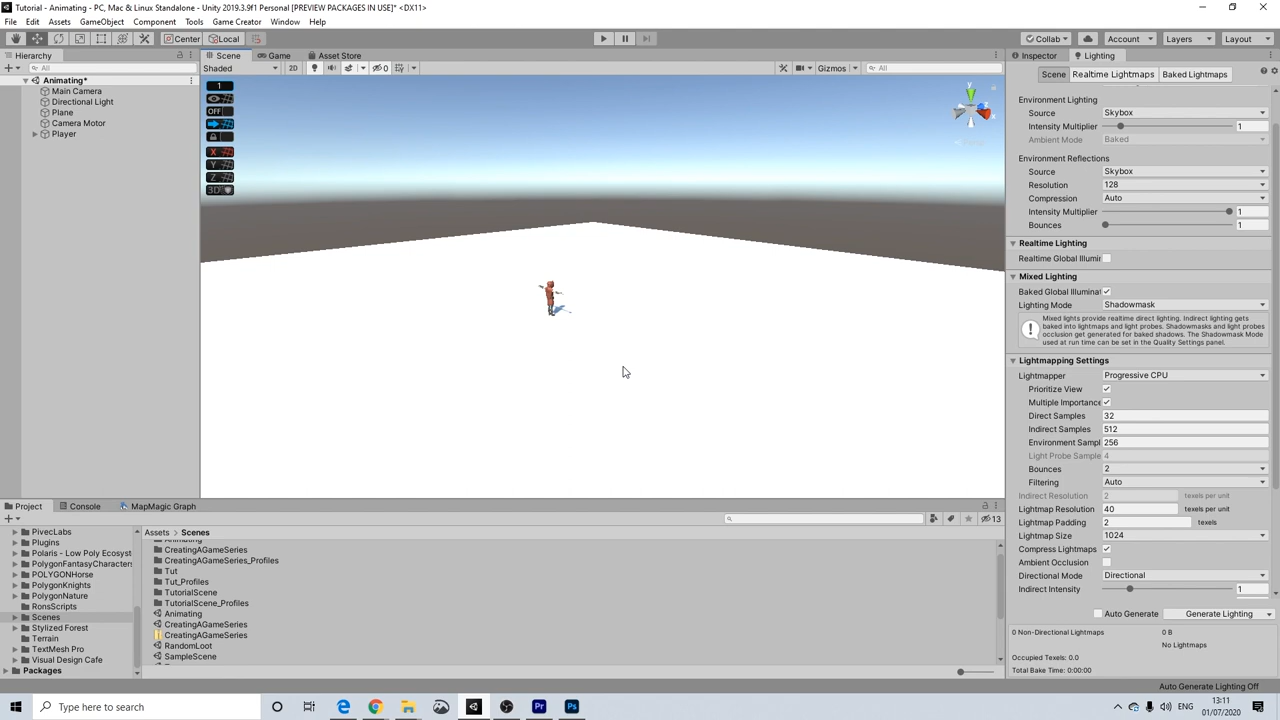 Tutorial - Animating - PC, Mac & Linux Standalone - Unity 2019.3.9f1 Personal [PREVIEW PACKAGES IN USE]* <DX11>
File Edit Assets GameObject Component Tools Game Creator Window Help
Center Local Collab Account Layers Layout
Hierarchy Scene Game Asset Store Inspector Lighting
All Shaded 2D 0 Gizmos All Scene Realtime Lightmaps Baked Lightmaps
Animating*
Main Camera
Directional Light
Plane
Camera Motor
Player
1
OFF
X
Y
Z
3D
y
Environment Lighting
Source Skybox
Intensity Multiplier 1
Ambient Mode Baked
Environment Reflections
Source Skybox
Resolution 128
Compression Auto
Intensity Multiplier 1
Bounces 1
Realtime Lighting
Realtime Global Illumi
Mixed Lighting
Baked Global Illuminat
Lighting Mode Shadowmask
Mixed lights provide realtime direct lighting. Indirect lighting gets
baked into lightmaps and light probes. Shadowmasks and light probes
occlusion get generated for baked shadows. The Shadowmask Mode
used at run time can be set in the Quality Settings panel.
Lightmapping Settings
Lightmapper Progressive CPU
Prioritize View
Multiple Importance
Direct Samples 32
Indirect Samples 512
Environment Sampl 256
Light Probe Sample 4
Bounces 2
Filtering Auto
Indirect Resolution 2 texels per unit
Lightmap Resolution 40 texels per unit
Lightmap Padding 2 texels
Lightmap Size 1024
Compress Lightmaps
Ambient Occlusion
Directional Mode Directional
Indirect Intensity 1
Auto Generate Generate Lighting
0 Non-Directional Lightmaps 0 B
No Lightmaps
Occupied Texels: 0.0
Total Bake Time: 0:00:00
Auto Generate Lighting Off
Project Console MapMagic Graph
13
PivecLabs
Plugins
Polaris - Low Poly Ecosyst
PolygonFantasyCharacters
POLYGONHorse
PolygonKnights
PolygonNature
RonsScripts
Scenes
Stylized Forest
Terrain
TextMesh Pro
Visual Design Cafe
Packages
Assets > Scenes
Animating
CreatingAGameSeries
CreatingAGameSeries_Profiles
Tut
Tut_Profiles
TutorialScene
TutorialScene_Profiles
Animating
CreatingAGameSeries
CreatingAGameSeries
RandomLoot
SampleScene
Type here to search
Pr
Ps
ENG
13:11
01/07/2020